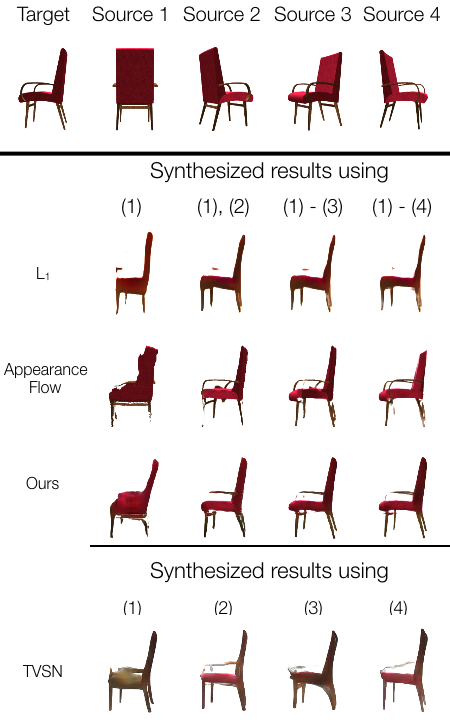 Target Source 1 Source 2 Source 3 Source 4
Synthesized results using
(1) (1), (2) (1) - (3) (1) - (4)
L₁
Appearance
Flow
Ours
Synthesized results using
(1) (2) (3) (4)
TVSN